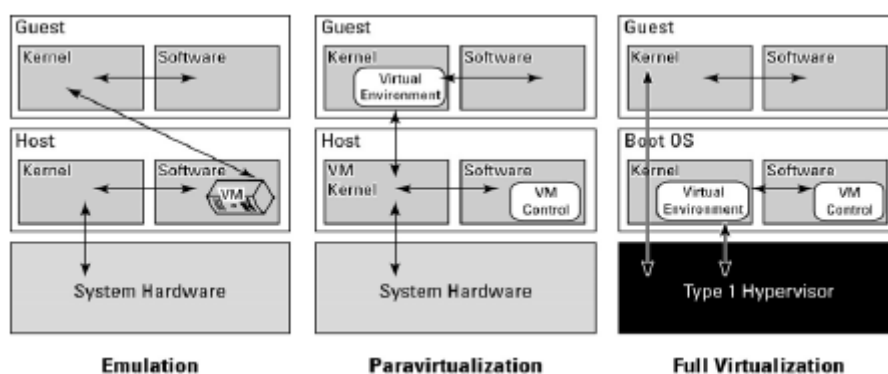 Guest
Kernel
Software
Host
Kernel
Software
VM
System Hardware
Emulation
Guest
Kernel
Software
Virtual
Environment
Host
VM
Kernel
Software
VM
Control
System Hardware
Paravirtualization
Guest
Kernel
Software
Boot OS
Kernel
Software
Virtual
Environment
VM
Control
Type 1 Hypervisor
Full Virtualization